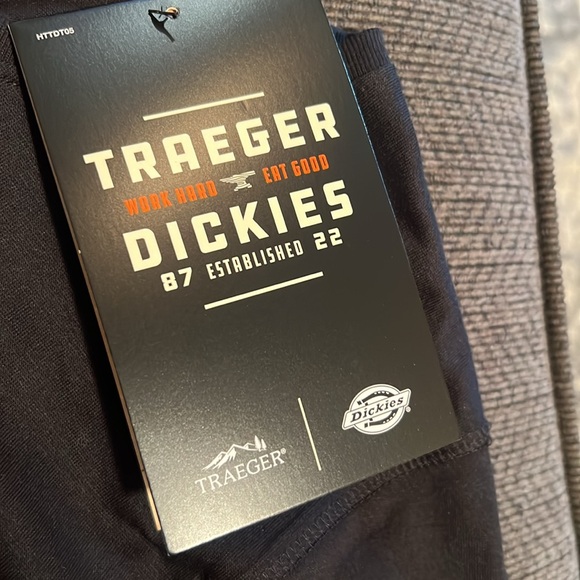 HTTDT05
TRAEGER
WORK HARD EAT GOOD
DICKIES
87 ESTABLISHED 22
Dickies®
TRAEGER®